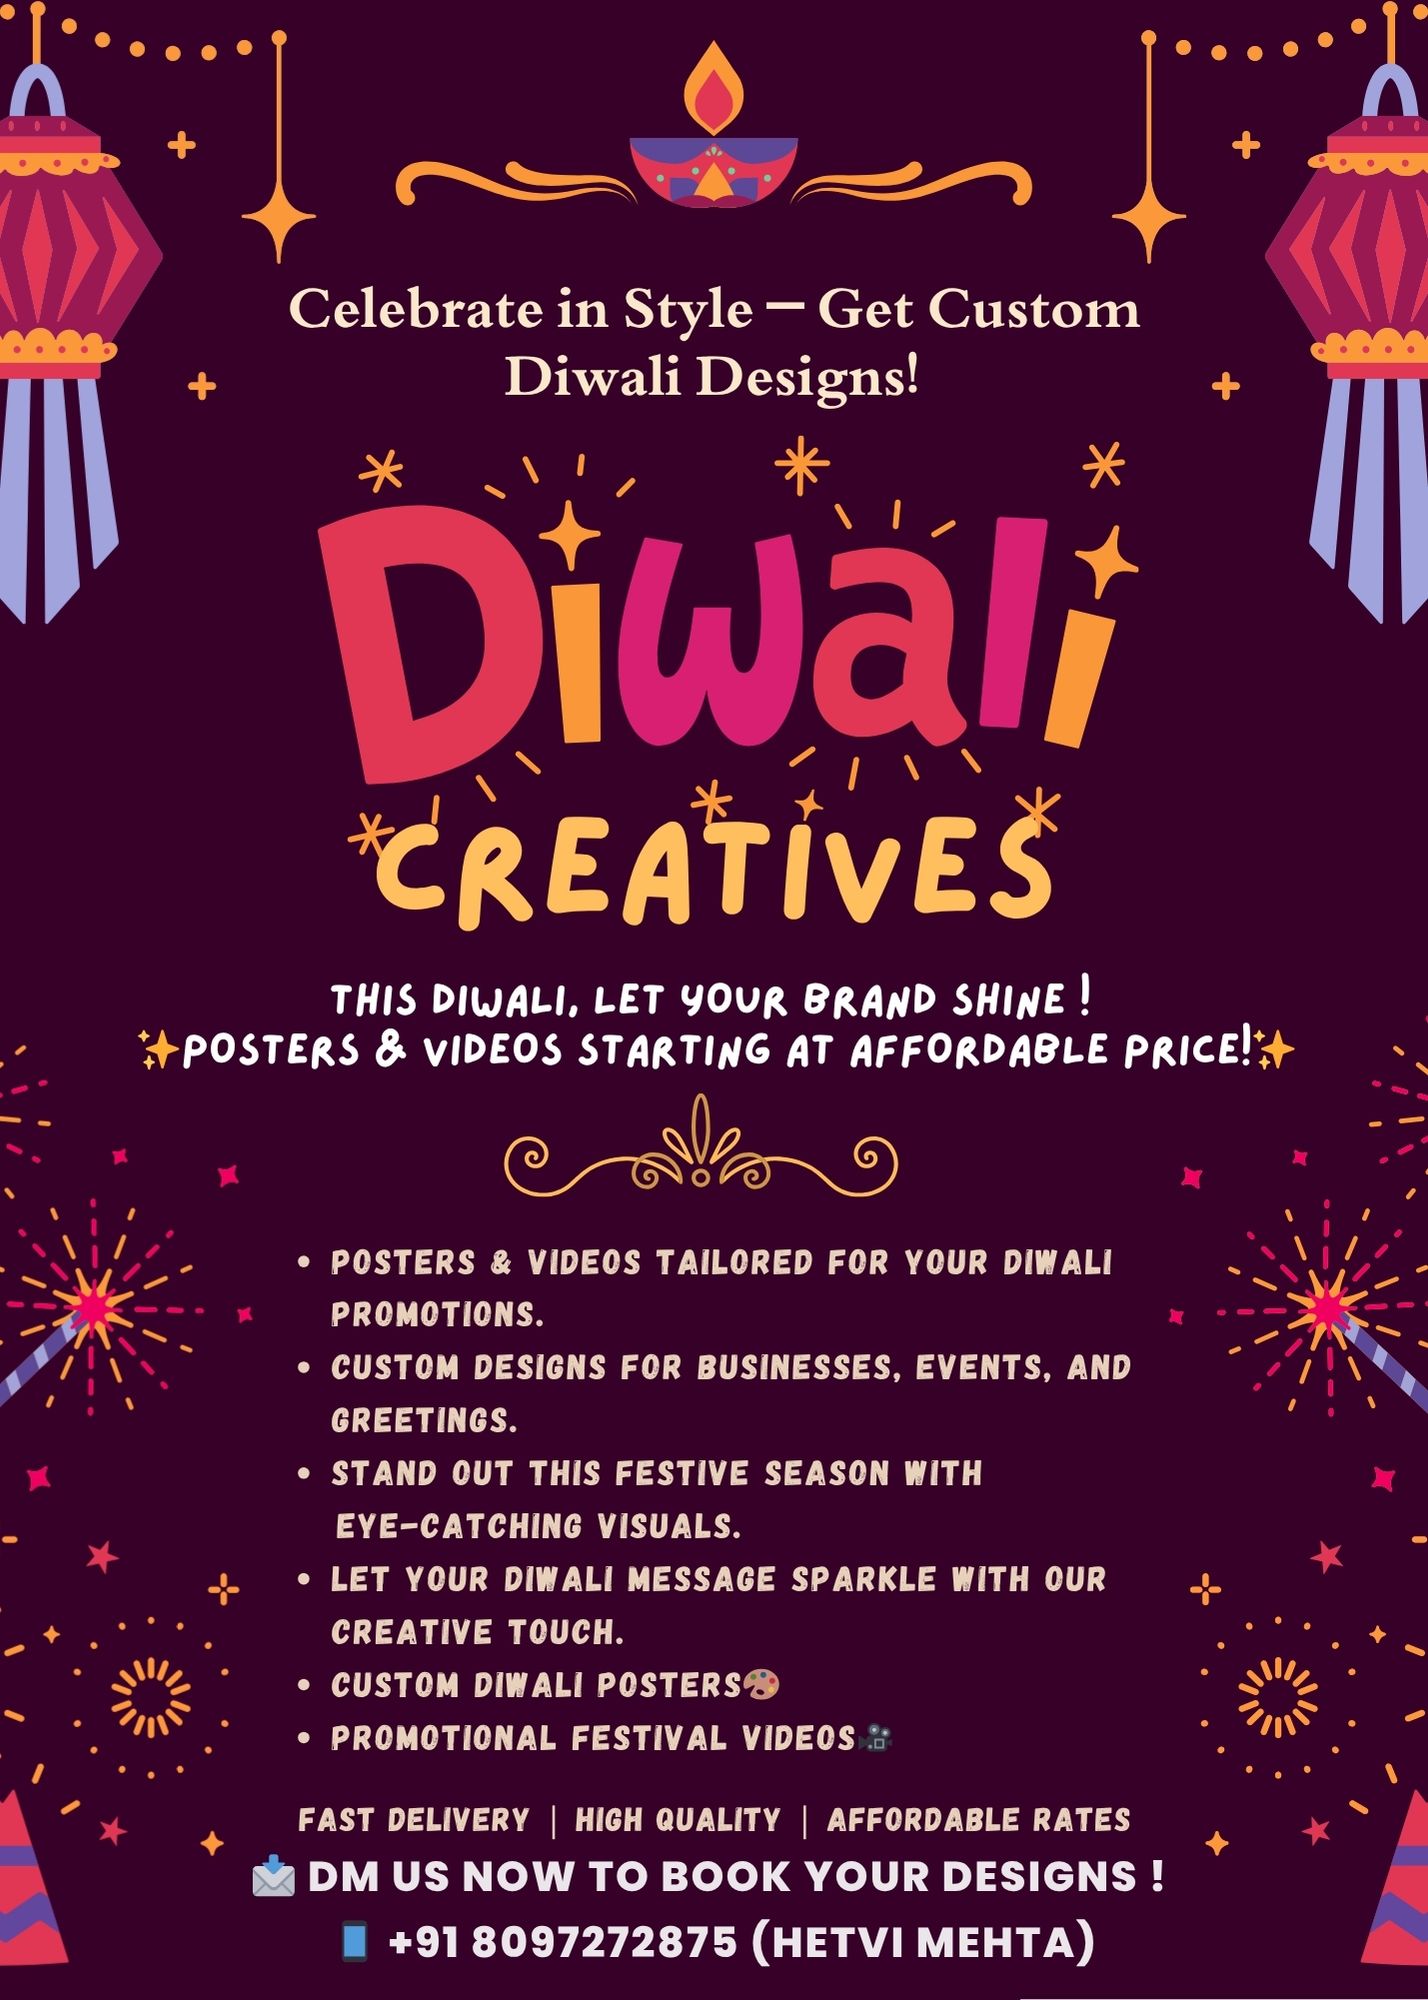 Celebrate in Style – Get Custom
Diwali Designs!
Diwali
CREATIVES
THIS DIWALI, LET YOUR BRAND SHINE !
✨POSTERS & VIDEOS STARTING AT AFFORDABLE PRICE!✨
• POSTERS & VIDEOS TAILORED FOR YOUR DIWALI
PROMOTIONS.
• CUSTOM DESIGNS FOR BUSINESSES, EVENTS, AND
GREETINGS.
• STAND OUT THIS FESTIVE SEASON WITH
EYE-CATCHING VISUALS.
• LET YOUR DIWALI MESSAGE SPARKLE WITH OUR
CREATIVE TOUCH.
• CUSTOM DIWALI POSTERS🎨
• PROMOTIONAL FESTIVAL VIDEOS🎥
FAST DELIVERY | HIGH QUALITY | AFFORDABLE RATES
📩 DM US NOW TO BOOK YOUR DESIGNS !
📱 +91 8097272875 (HETVI MEHTA)